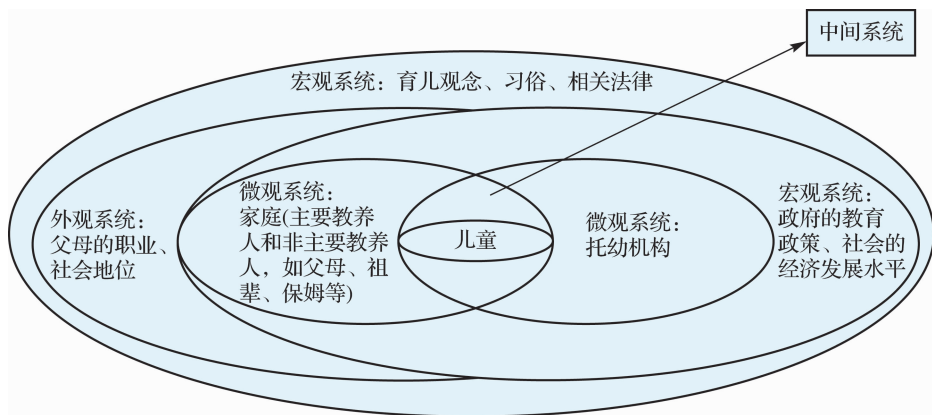 中间系统
宏观系统：育儿观念、习俗、相关法律
外观系统：
父母的职业、
社会地位
微观系统：
家庭(主要教养
人和非主要教养
人，如父母、祖
辈、保姆等)
儿童
微观系统：
托幼机构
宏观系统：
政府的教育
政策、社会的
经济发展水平